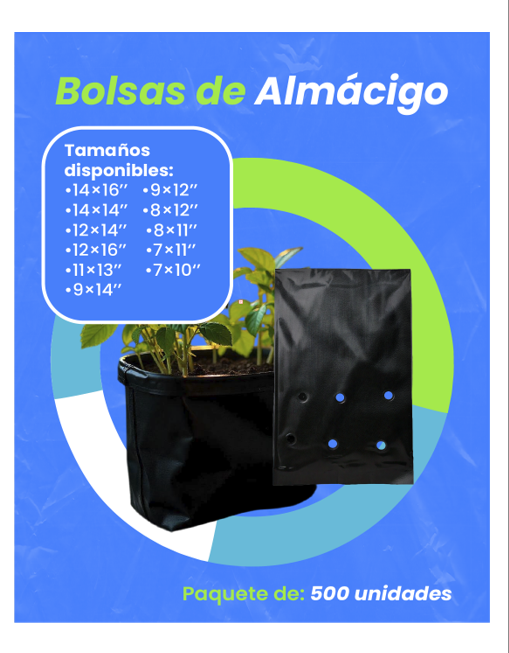 Bolsas de Almácigo
Tamaños
disponibles:
•14×16’’ •9×12’’
•14×14’’ •8×12’’
•12×14’’ •8×11’’
•12×16’’ •7×11’’
•11×13’’ •7×10’’
•9×14’’
Paquete de: 500 unidades